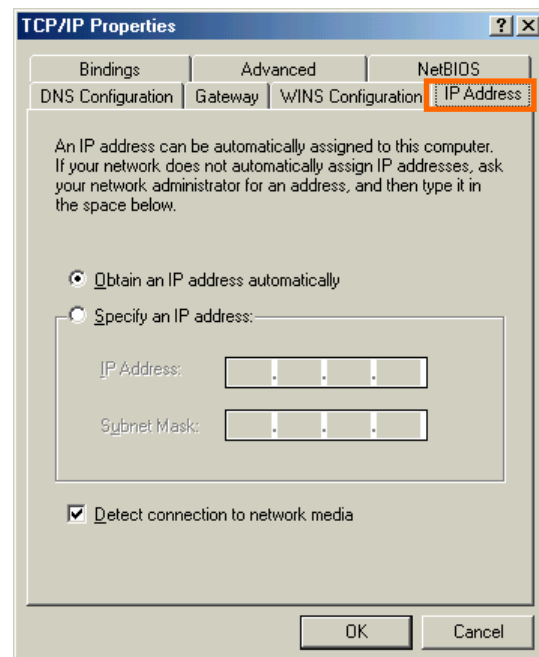 TCP/IP Properties
? ×
Bindings Advanced NetBIOS
DNS Configuration Gateway WINS Configuration IP Address
An IP address can be automatically assigned to this computer.
If your network does not automatically assign IP addresses, ask
your network administrator for an address, and then type it in
the space below.
Obtain an IP address automatically
Specify an IP address:
IP Address:
. . .
Subnet Mask:
. . .
Detect connection to network media
OK Cancel